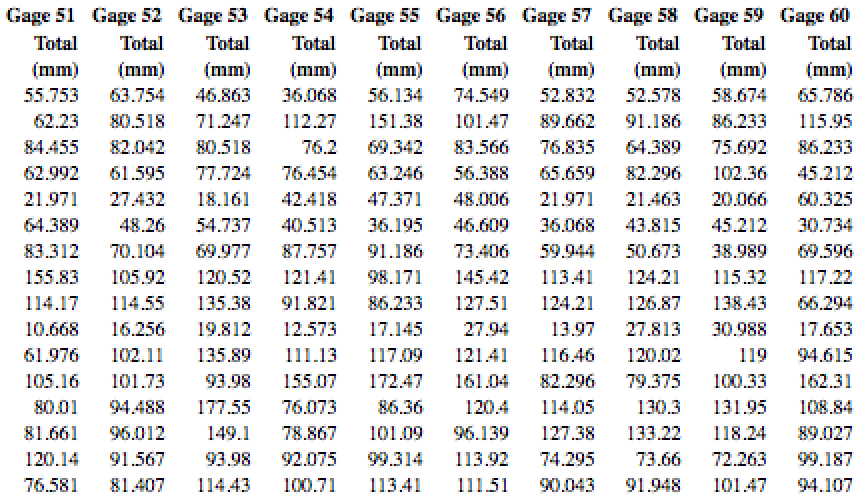 Gage 51 Gage 52 Gage 53 Gage 54 Gage 55 Gage 56 Gage 57 Gage 58 Gage 59 Gage 60
Total Total Total Total Total Total Total Total Total Total
(mm) (mm) (mm) (mm) (mm) (mm) (mm) (mm) (mm) (mm)
55.753 63.754 46.863 36.068 56.134 74.549 52.832 52.578 58.674 65.786
62.23 80.518 71.247 112.27 151.38 101.47 89.662 91.186 86.233 115.95
84.455 82.042 80.518 76.2 69.342 83.566 76.835 64.389 75.692 86.233
62.992 61.595 77.724 76.454 63.246 56.388 65.659 82.296 102.36 45.212
21.971 27.432 18.161 42.418 47.371 48.006 21.971 21.463 20.066 60.325
64.389 48.26 54.737 40.513 36.195 46.609 36.068 43.815 45.212 30.734
83.312 70.104 69.977 87.757 91.186 73.406 59.944 50.673 38.989 69.596
155.83 105.92 120.52 121.41 98.171 145.42 113.41 124.21 115.32 117.22
114.17 114.55 135.38 91.821 86.233 127.51 124.21 126.87 138.43 66.294
10.668 16.256 19.812 12.573 17.145 27.94 13.97 27.813 30.988 17.653
61.976 102.11 135.89 111.13 117.09 121.41 116.46 120.02 119 94.615
105.16 101.73 93.98 155.07 172.47 161.04 82.296 79.375 100.33 162.31
80.01 94.488 177.55 76.073 86.36 120.4 114.05 130.3 131.95 108.84
81.661 96.012 149.1 78.867 101.09 96.139 127.38 133.22 118.24 89.027
120.14 91.567 93.98 92.075 99.314 113.92 74.295 73.66 72.263 99.187
76.581 81.407 114.43 100.71 113.41 111.51 90.043 91.948 101.47 94.107